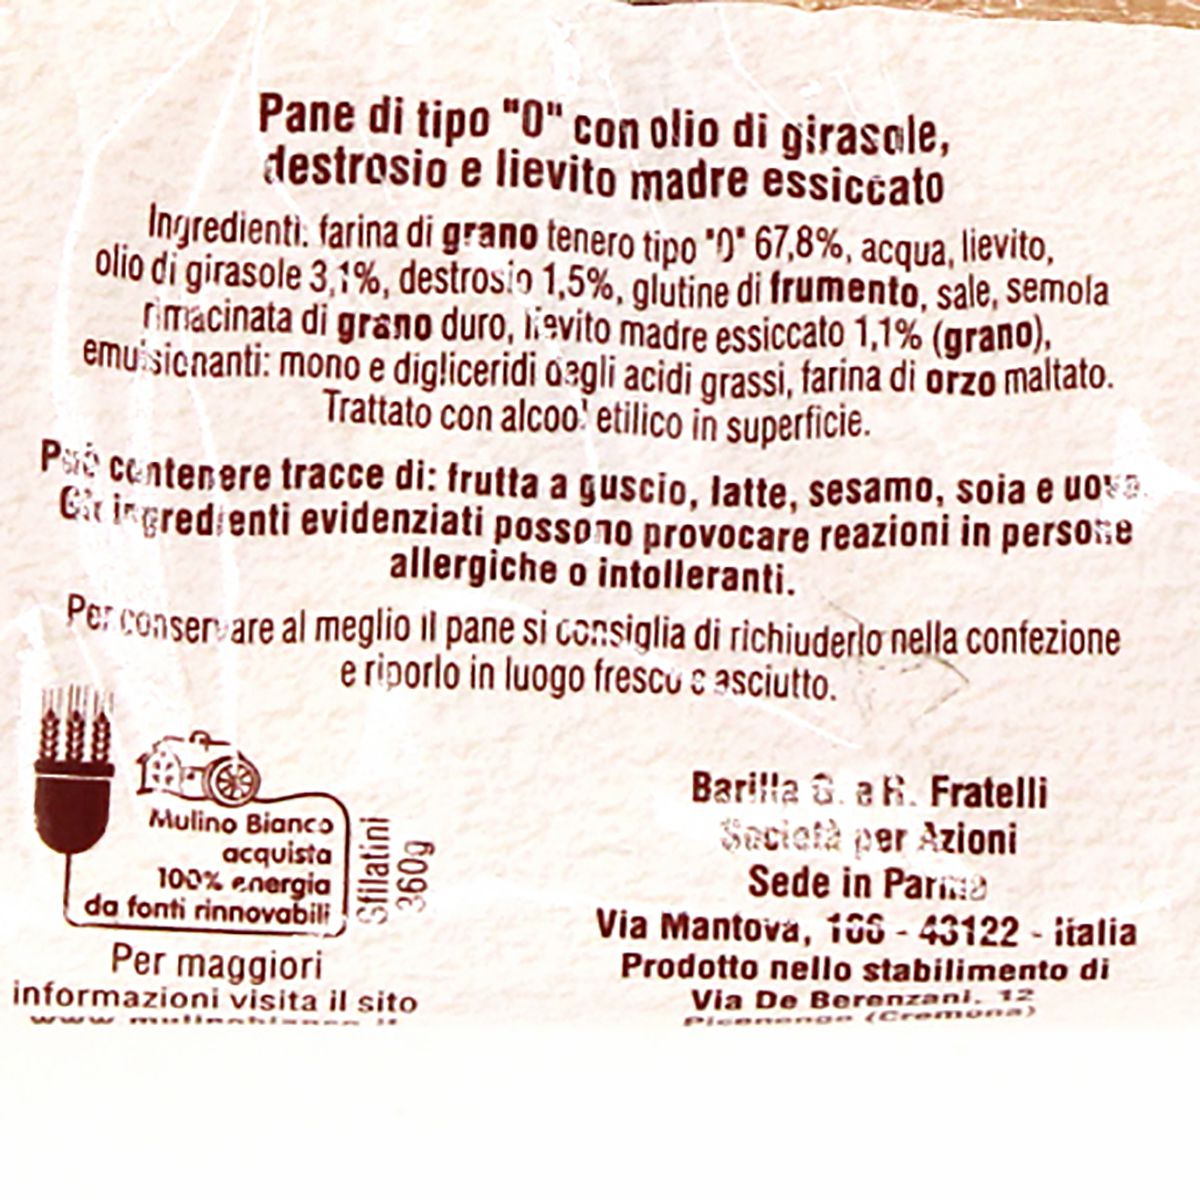 Pane di tipo "0" con olio di girasole,
destrosio e lievito madre essiccato
Ingredienti: farina di grano tenero tipo "0" 67,8%, acqua, lievito,
olio di girasole 3,1%, destrosio 1,5%, glutine di frumento, sale, semola
rimacinata di grano duro, lievito madre essiccato 1,1% (grano),
emulsionanti: mono e digliceridi degli acidi grassi, farina di orzo maltato.
Trattato con alcool etilico in superficie.
Può contenere tracce di: frutta a guscio, latte, sesamo, soia e uova.
Gli ingredienti evidenziati possono provocare reazioni in persone
allergiche o intolleranti.
Per conservare al meglio il pane si consiglia di richiuderlo nella confezione
e riporlo in luogo fresco e asciutto.
Mulino Bianco
acquista
100% energia
da fonti rinnovabili
Sfilatini
360g
Per maggiori
informazioni visita il sito
www.mulinobianco.it
Barilla G. e R. Fratelli
Società per Azioni
Sede in Parma
Via Mantova, 166 - 43122 - Italia
Prodotto nello stabilimento di
Via De Berenzani, 12
(Cremona)